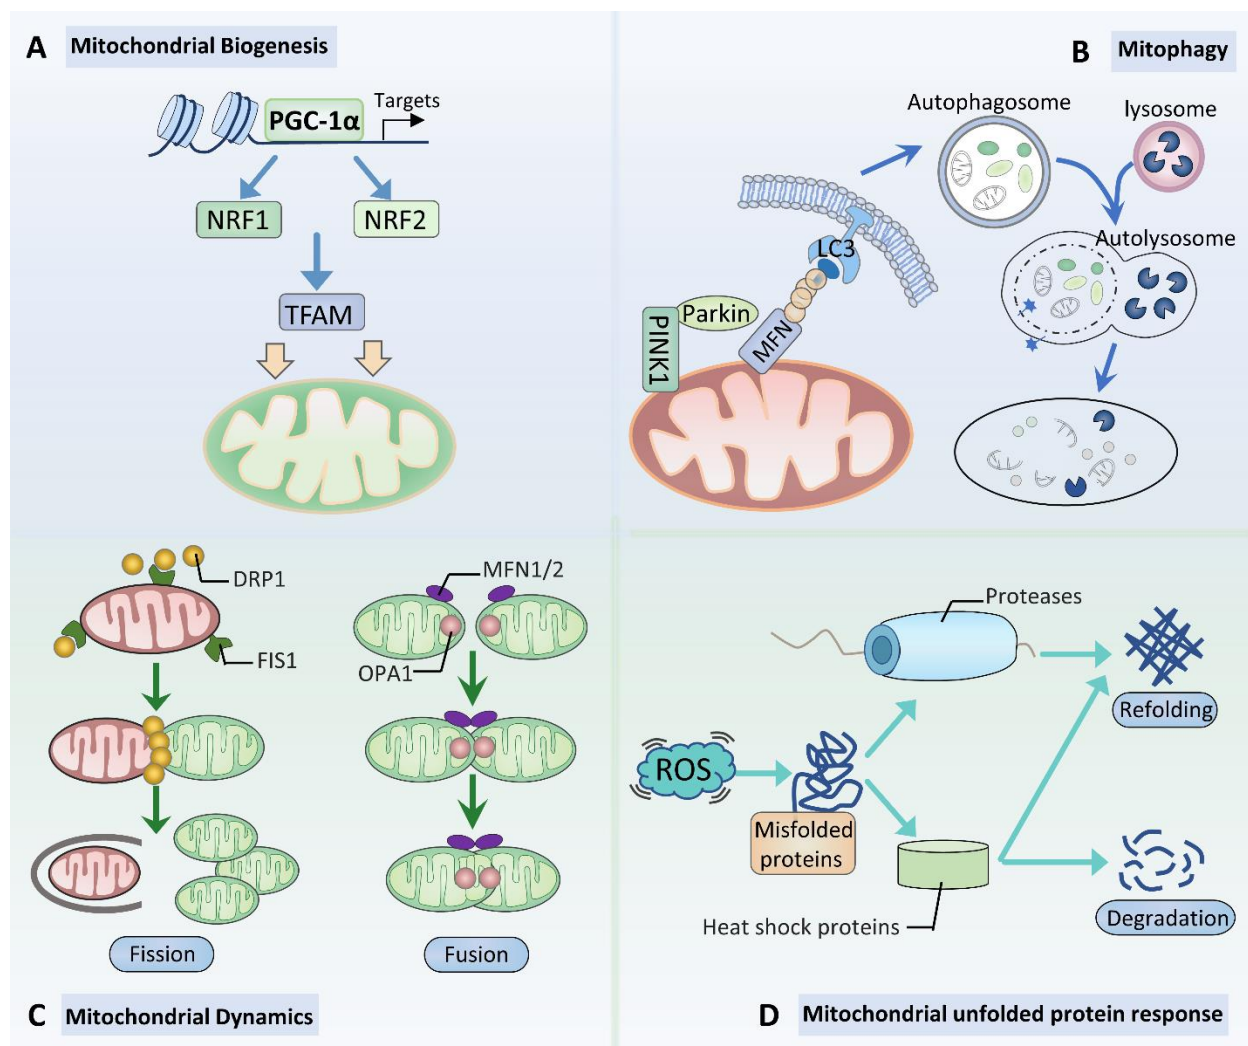 A
Mitochondrial Biogenesis
PGC-1α
Targets
NRF1
NRF2
TFAM
B
Mitophagy
Autophagosome
lysosome
LC3
Autolysosome
Parkin
PINK1
MFN
DRP1
FIS1
MFN1/2
OPA1
Fission
Fusion
C
Mitochondrial Dynamics
Proteases
Refolding
ROS
Misfolded
proteins
Heat shock proteins
Degradation
D
Mitochondrial unfolded protein response